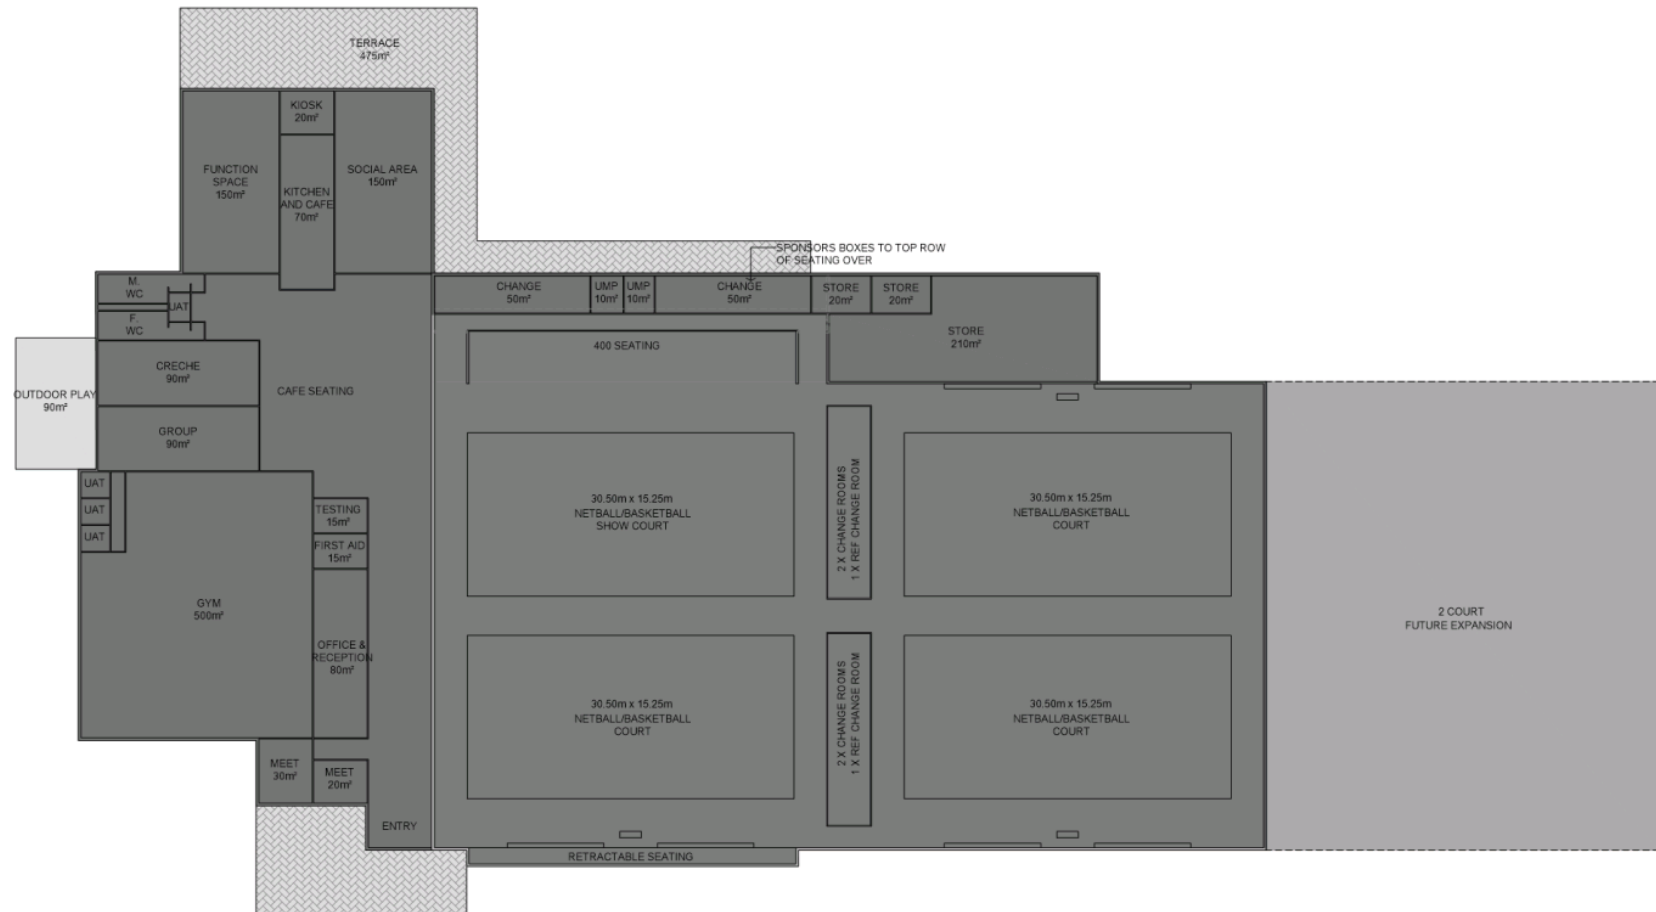 TERRACE
475m²
KIOSK
20m²
FUNCTION
SPACE
150m²
KITCHEN
AND CAFE
70m²
SOCIAL AREA
150m²
SPONSORS BOXES TO TOP ROW
OF SEATING OVER
M.
WC
UAT
F.
WC
CHANGE
50m²
UMP
10m²
UMP
10m²
CHANGE
50m²
STORE
20m²
STORE
20m²
STORE
210m²
400 SEATING
CRECHE
90m²
CAFE SEATING
OUTDOOR PLAY
90m²
GROUP
90m²
UAT
UAT
UAT
TESTING
15m²
FIRST AID
15m²
GYM
500m²
OFFICE &
RECEPTION
80m²
30.50m x 15.25m
NETBALL/BASKETBALL
SHOW COURT
2 X CHANGE ROOMS
1 X REF CHANGE ROOM
30.50m x 15.25m
NETBALL/BASKETBALL
COURT
2 COURT
FUTURE EXPANSION
30.50m x 15.25m
NETBALL/BASKETBALL
COURT
2 X CHANGE ROOMS
1 X REF CHANGE ROOM
30.50m x 15.25m
NETBALL/BASKETBALL
COURT
MEET
30m²
MEET
20m²
ENTRY
RETRACTABLE SEATING